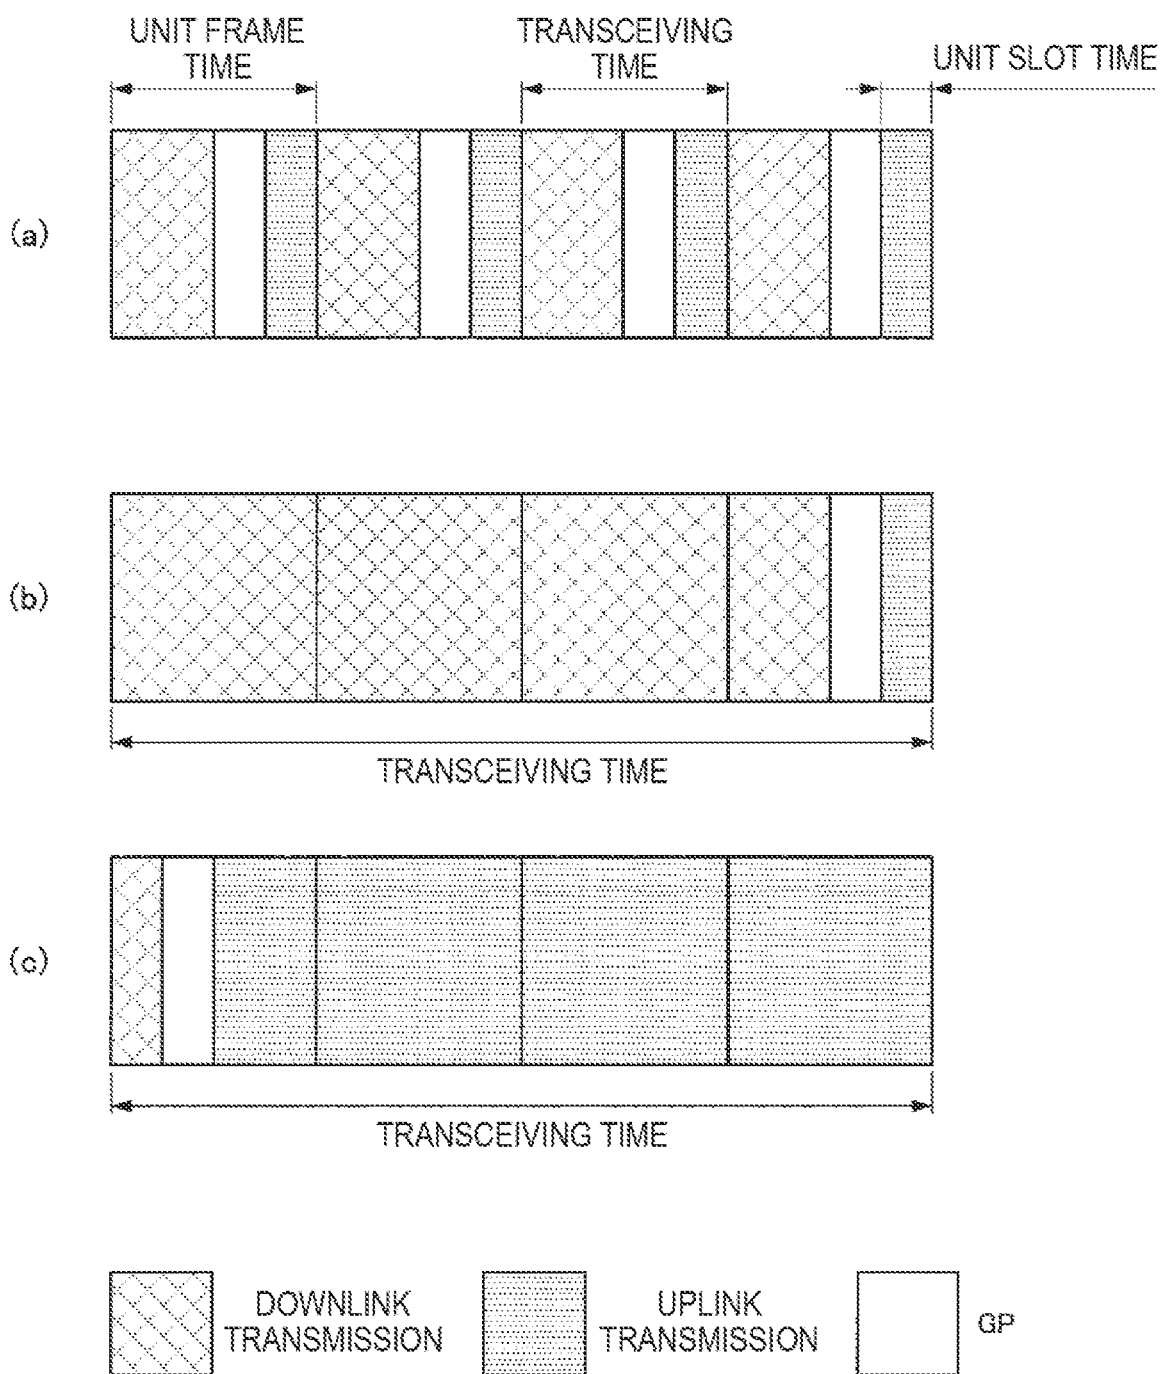 UNIT FRAME
TIME
TRANSCEIVING
TIME
UNIT SLOT TIME
(a)
(b)
TRANSCEIVING TIME
(c)
TRANSCEIVING TIME
DOWNLINK
TRANSMISSION
UPLINK
TRANSMISSION
GP